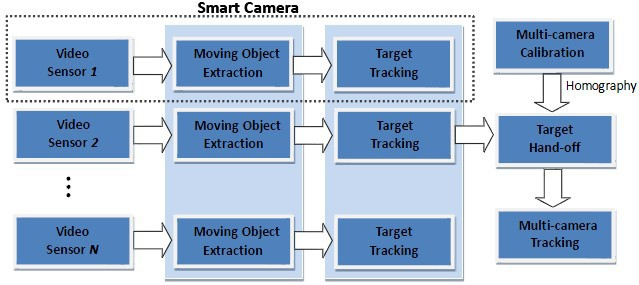 Smart Camera
Video
Sensor 1
Moving Object
Extraction
Target
Tracking
Multi-camera
Calibration
Homography
Video
Sensor 2
Moving Object
Extraction
Target
Tracking
Target
Hand-off
Video
Sensor N
Moving Object
Extraction
Target
Tracking
Multi-camera
Tracking